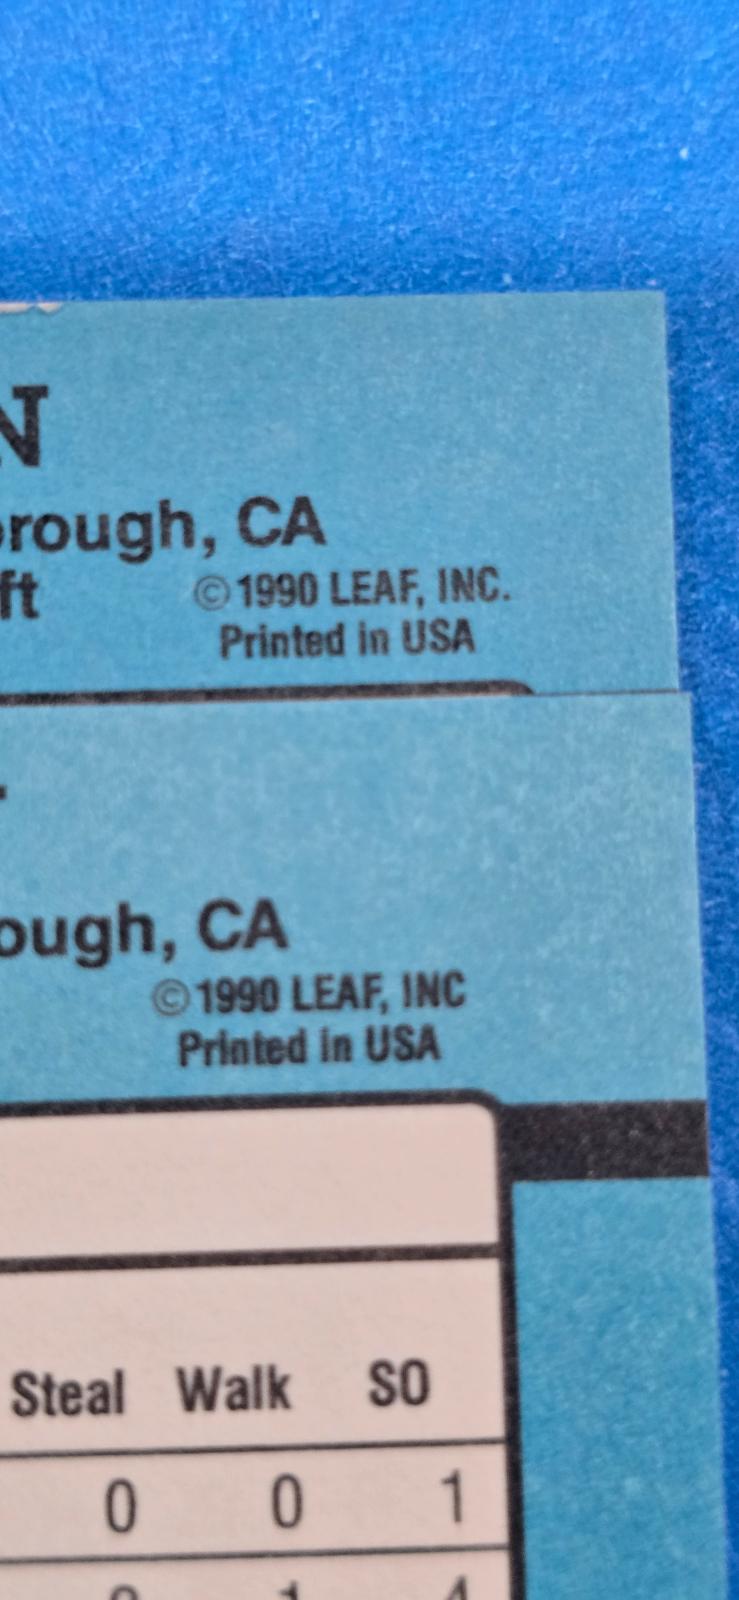 N
orough, CA
ft ©1990 LEAF, INC.
Printed in USA
ough, CA
©1990 LEAF, INC
Printed in USA
Steal Walk SO
0 0 1